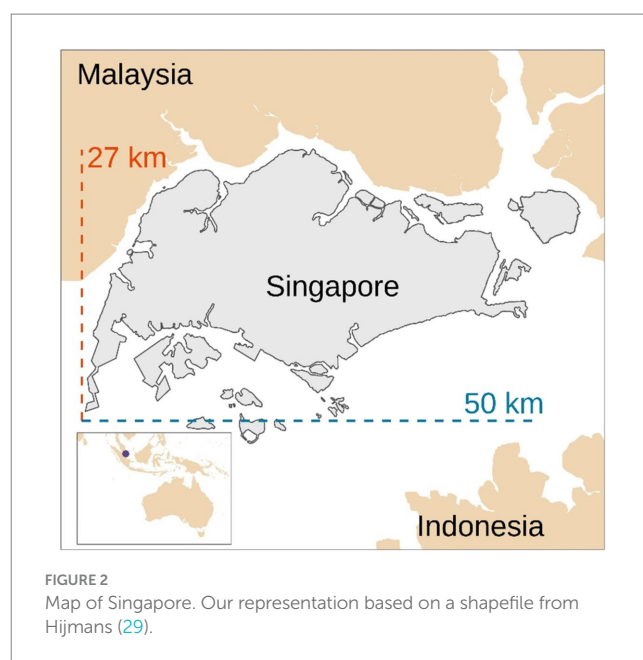 Malaysia
27 km
Singapore
50 km
Indonesia
FIGURE 2
Map of Singapore. Our representation based on a shapefile from
Hijmans (29).